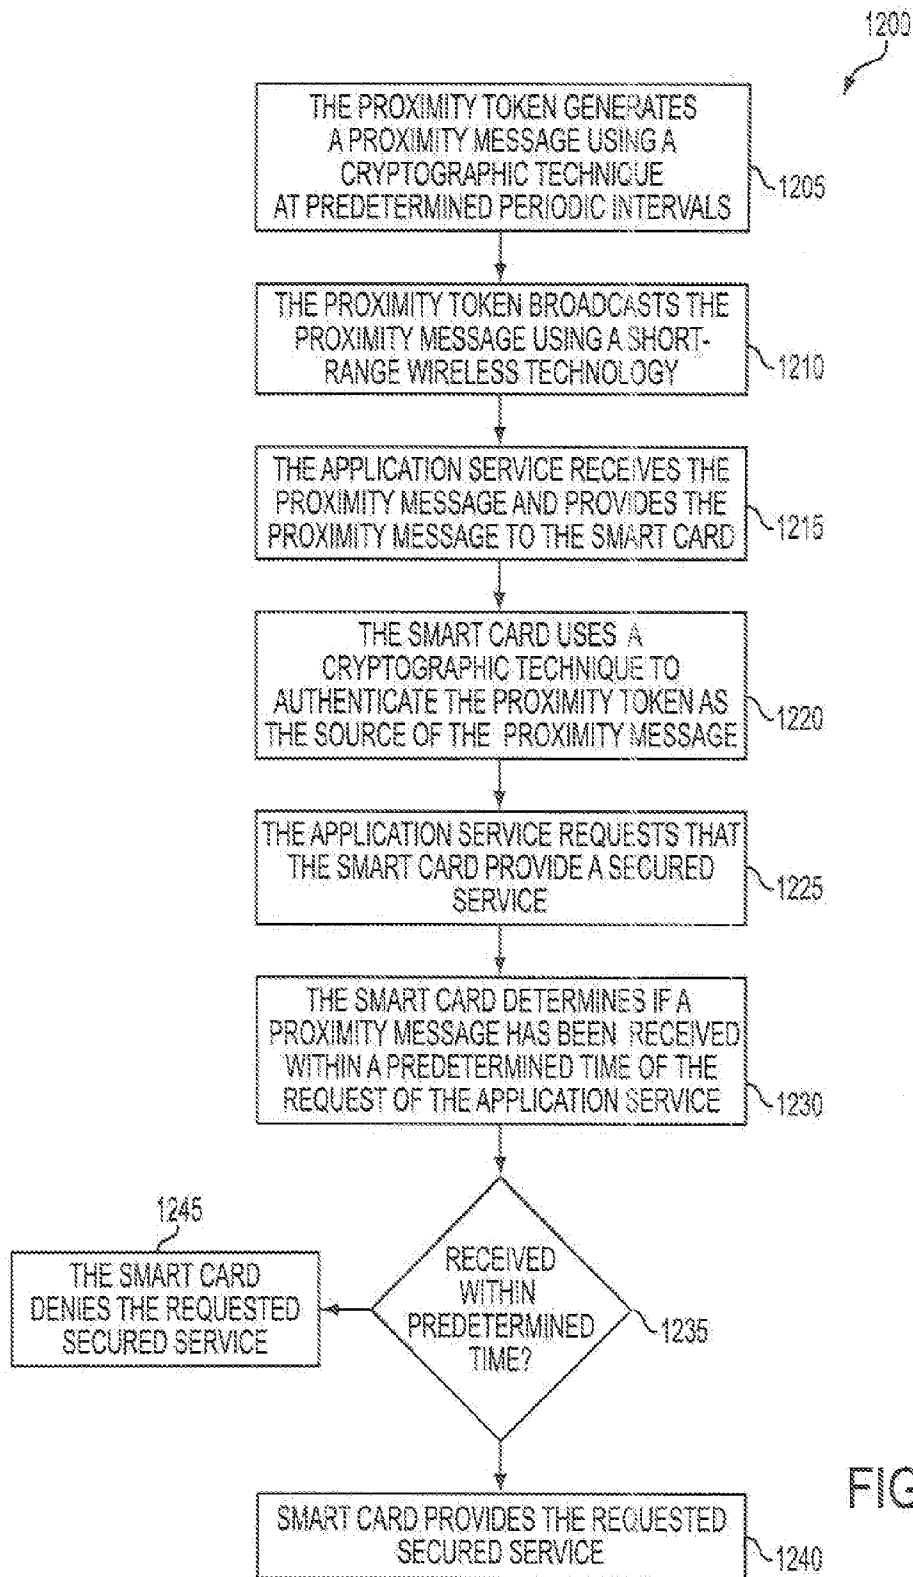 1200
THE PROXIMITY TOKEN GENERATES
A PROXIMITY MESSAGE USING A
CRYPTOGRAPHIC TECHNIQUE
AT PREDETERMINED PERIODIC INTERVALS
1205
THE PROXIMITY TOKEN BROADCASTS THE
PROXIMITY MESSAGE USING A SHORT-
RANGE WIRELESS TECHNOLOGY
1210
THE APPLICATION SERVICE RECEIVES THE
PROXIMITY MESSAGE AND PROVIDES THE
PROXIMITY MESSAGE TO THE SMART CARD
1215
THE SMART CARD USES A
CRYPTOGRAPHIC TECHNIQUE TO
AUTHENTICATE THE PROXIMITY TOKEN AS
THE SOURCE OF THE PROXIMITY MESSAGE
1220
THE APPLICATION SERVICE REQUESTS THAT
THE SMART CARD PROVIDE A SECURED
SERVICE
1225
THE SMART CARD DETERMINES IF A
PROXIMITY MESSAGE HAS BEEN RECEIVED
WITHIN A PREDETERMINED TIME OF THE
REQUEST OF THE APPLICATION SERVICE
1230
RECEIVED
WITHIN
PREDETERMINED
TIME?
1235
1245
THE SMART CARD
DENIES THE REQUESTED
SECURED SERVICE
SMART CARD PROVIDES THE REQUESTED
SECURED SERVICE
1240
FIG